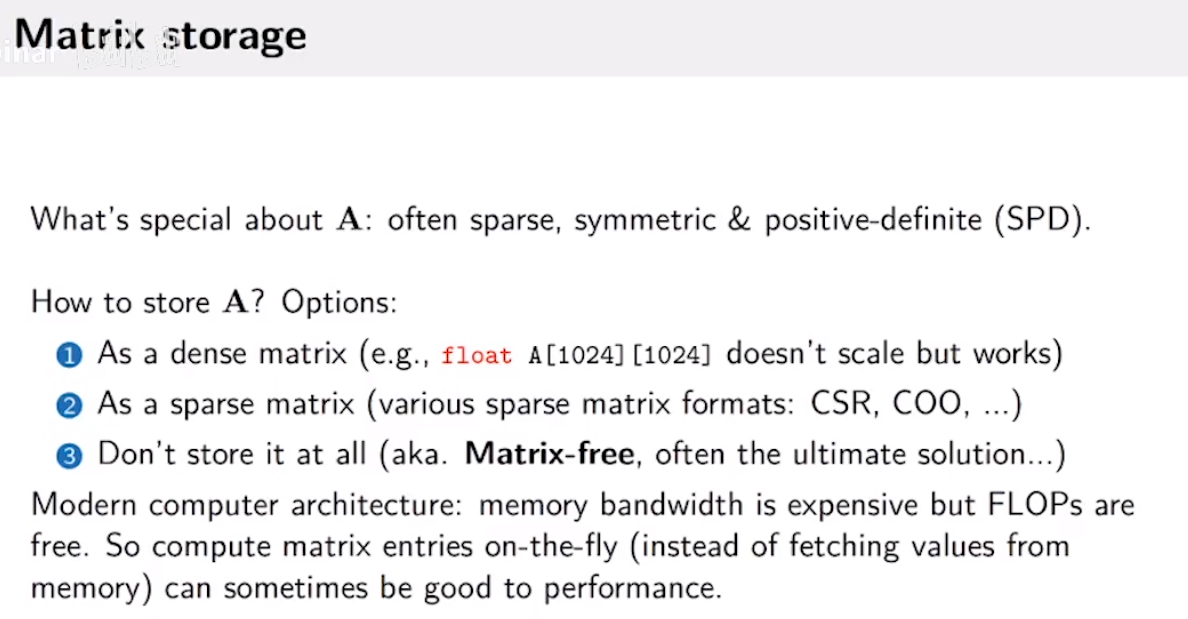 Matrix storage
inar
What's special about A: often sparse, symmetric & positive-definite (SPD).
How to store A? Options:
1 As a dense matrix (e.g., float A[1024][1024] doesn't scale but works)
2 As a sparse matrix (various sparse matrix formats: CSR, COO, ...)
3 Don't store it at all (aka. Matrix-free, often the ultimate solution...)
Modern computer architecture: memory bandwidth is expensive but FLOPs are
free. So compute matrix entries on-the-fly (instead of fetching values from
memory) can sometimes be good to performance.